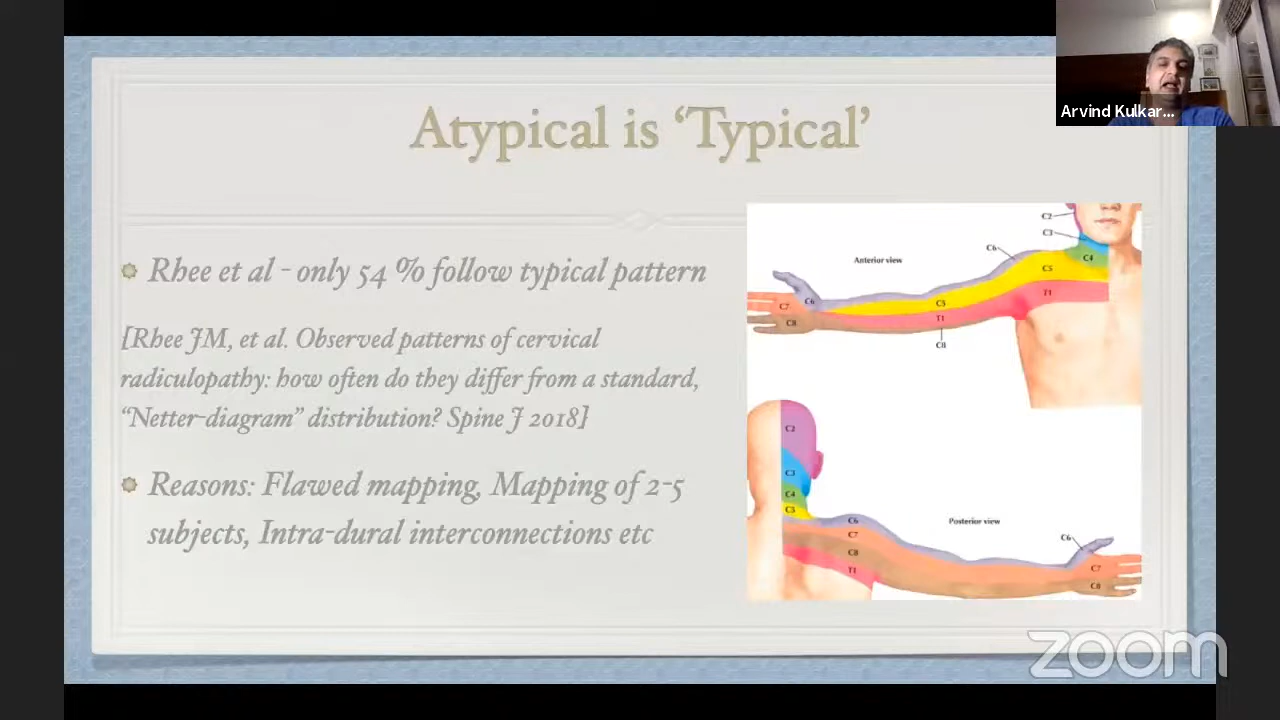 Arvind Kulkar...
Atypical is ‘Typical’
Rhee et al - only 54 % follow typical pattern
[Rhee JM, et al. Observed patterns of cervical
radiculopathy: how often do they differ from a standard,
“Netter-diagram” distribution? Spine J 2018]
Reasons: Flawed mapping, Mapping of 2-5
subjects, Intra-dural interconnections etc
C2
C3
C6
C4
Anterior view
C5
T1
C7
C6
C5
C8
T1
C8
C2
C3
C4
C5
C6
Posterior view
C7
C6
C8
C7
T1
C8
zoom